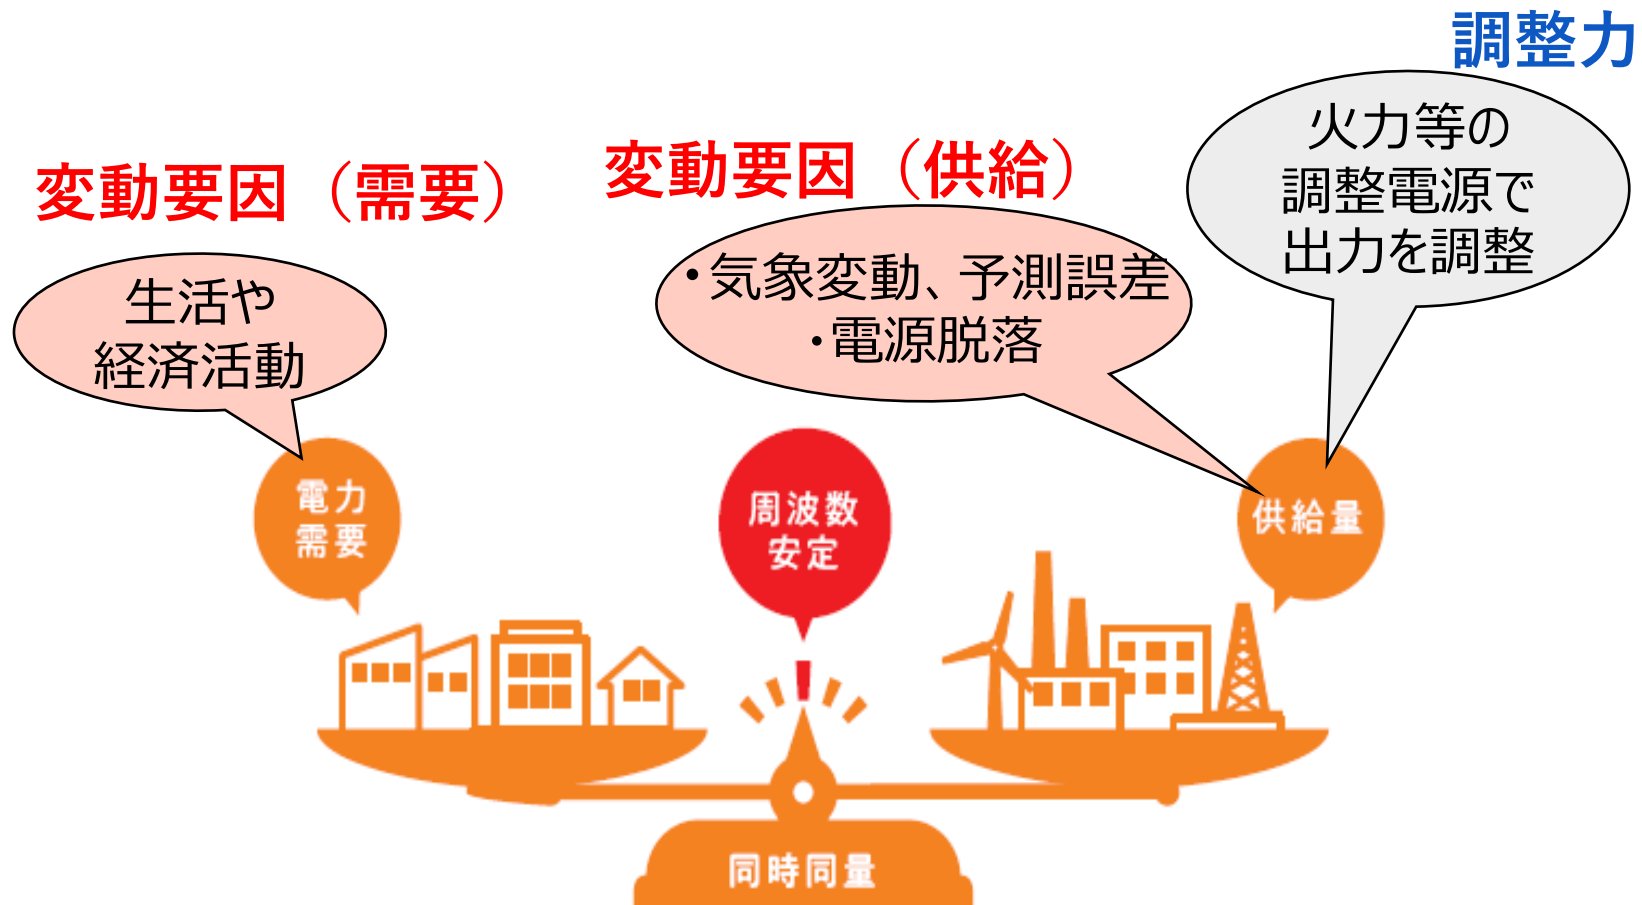 調整力
火力等の
調整電源で
出力を調整
変動要因（需要）
変動要因（供給）
生活や
経済活動
・気象変動、予測誤差
・電源脱落
電力
需要
周波数
安定
供給量
同時同量